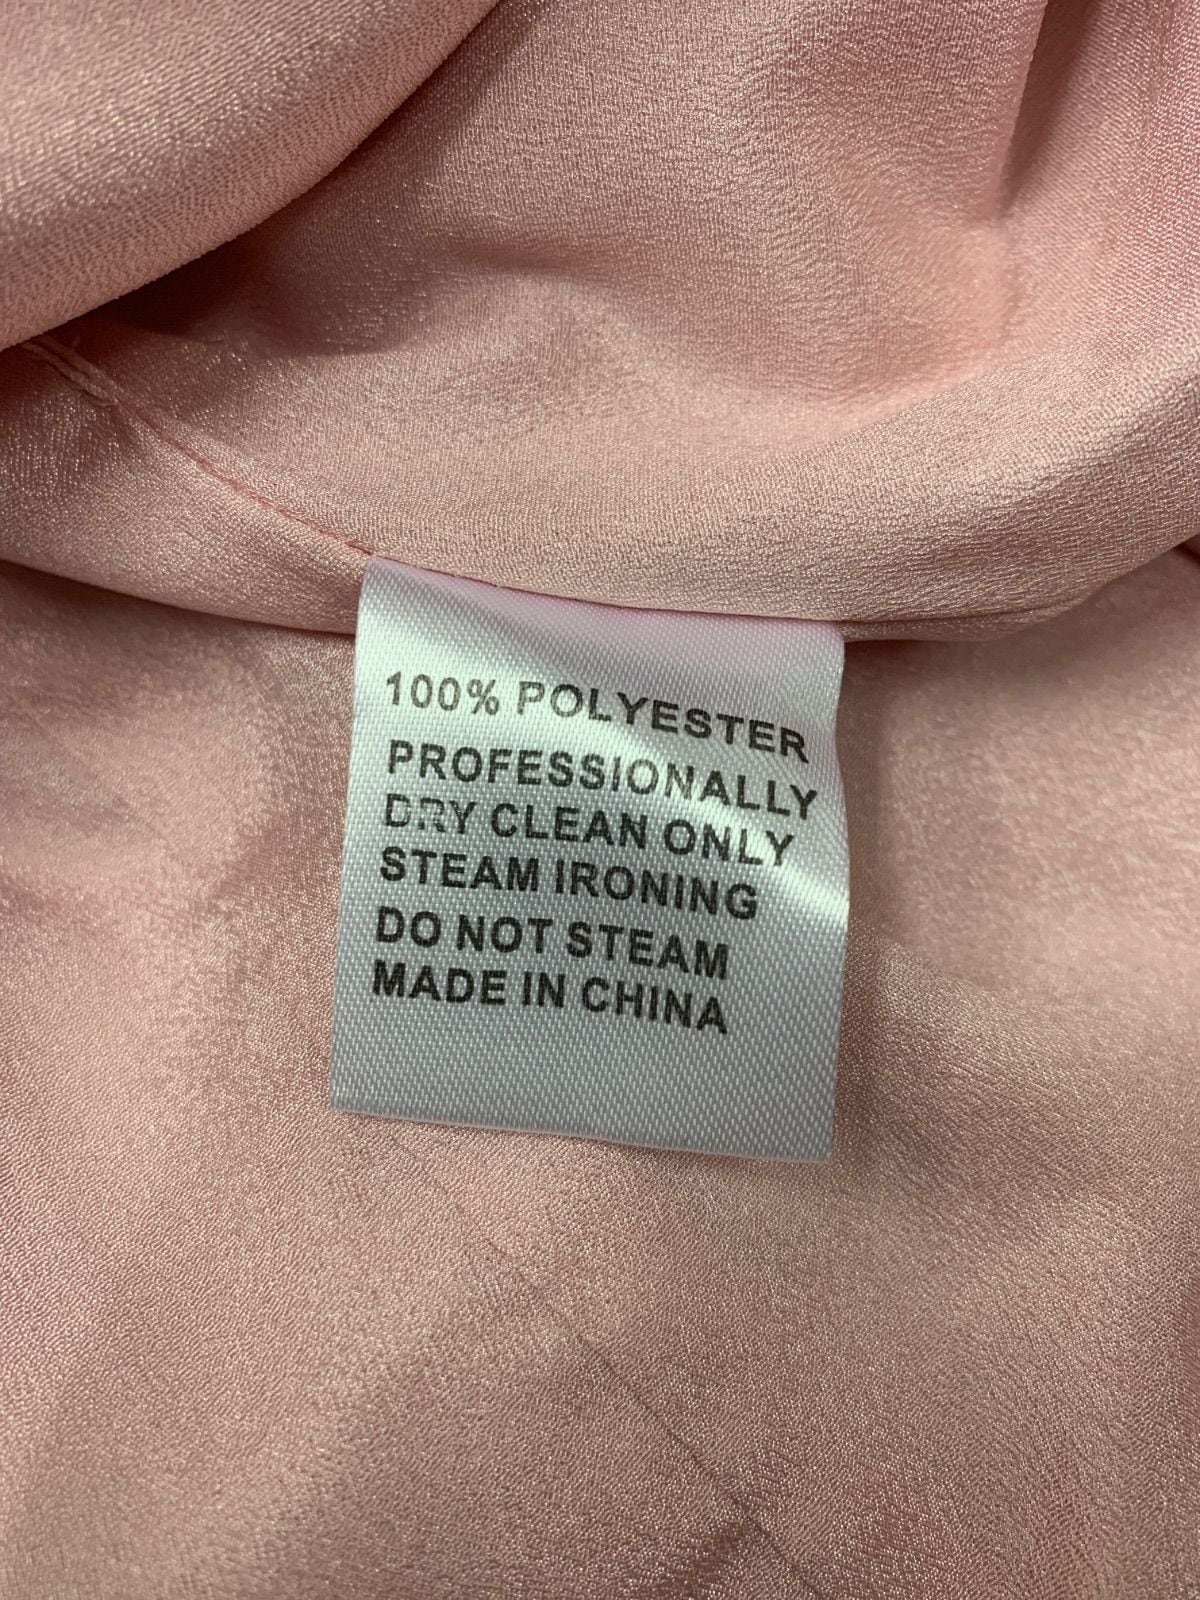 100% POLYESTER
PROFESSIONALLY
DRY CLEAN ONLY
STEAM IRONING
DO NOT STEAM
MADE IN CHINA